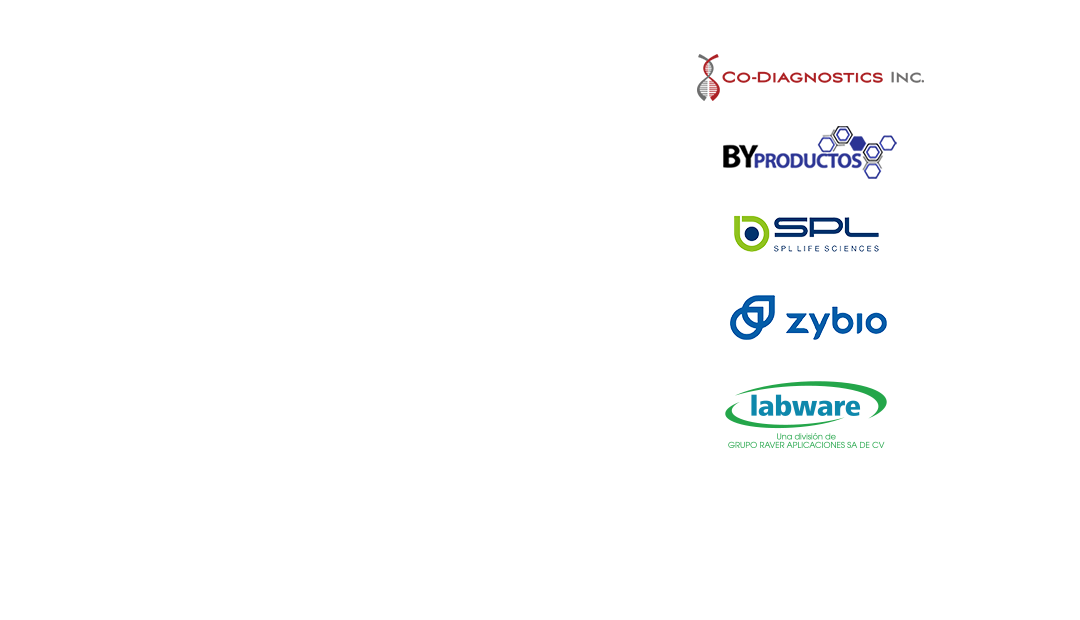 CO-DIAGNOSTICS INC.
BYPRODUCTOS
SPL
SPL LIFE SCIENCES
zybio
labware
Una división de
GRUPO RAVER APLICACIONES SA DE CV